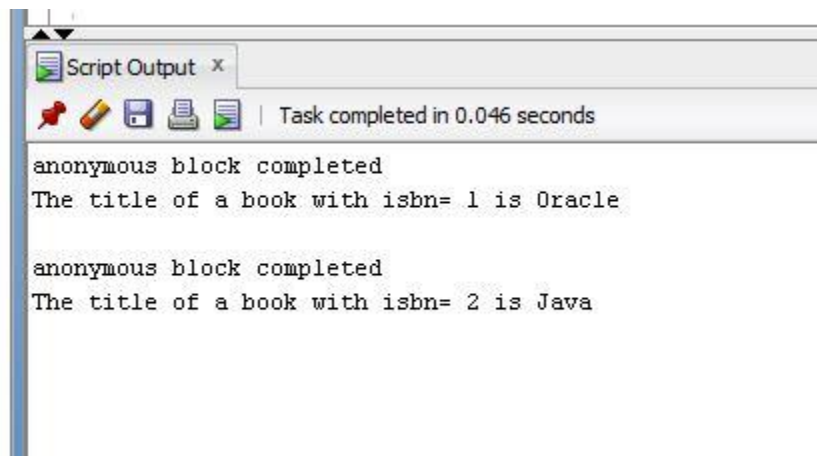 Script Output x
Task completed in 0.046 seconds
anonymous block completed
The title of a book with isbn= 1 is Oracle
anonymous block completed
The title of a book with isbn= 2 is Java